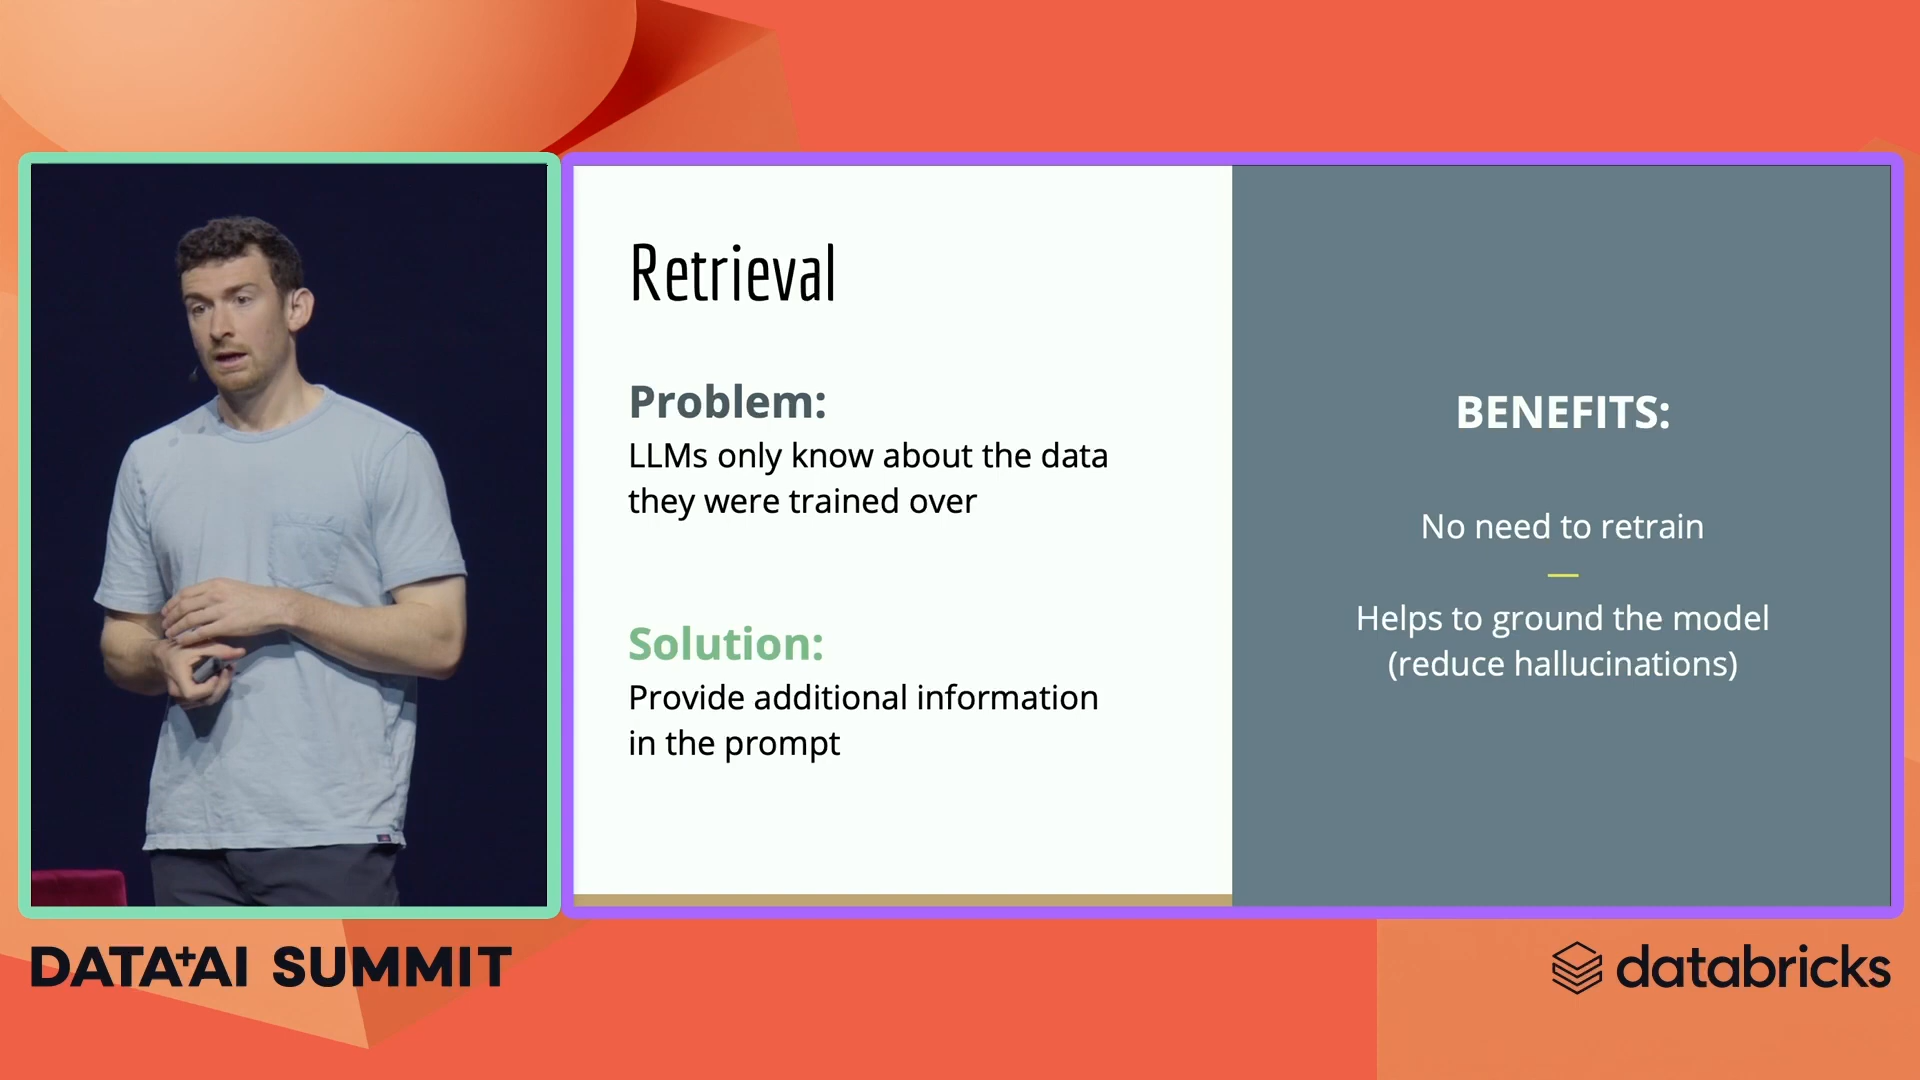 Retrieval
Problem:
LLMs only know about the data
they were trained over
Solution:
Provide additional information
in the prompt
BENEFITS:
No need to retrain
Helps to ground the model
(reduce hallucinations)
DATA+AI SUMMIT
databricks